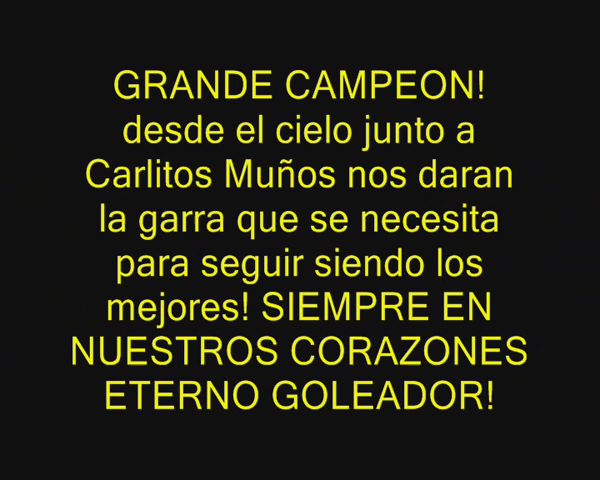 GRANDE CAMPEON!
desde el cielo junto a
Carlitos Muños nos daran
la garra que se necesita
para seguir siendo los
mejores! SIEMPRE EN
NUESTROS CORAZONES
ETERNO GOLEADOR!